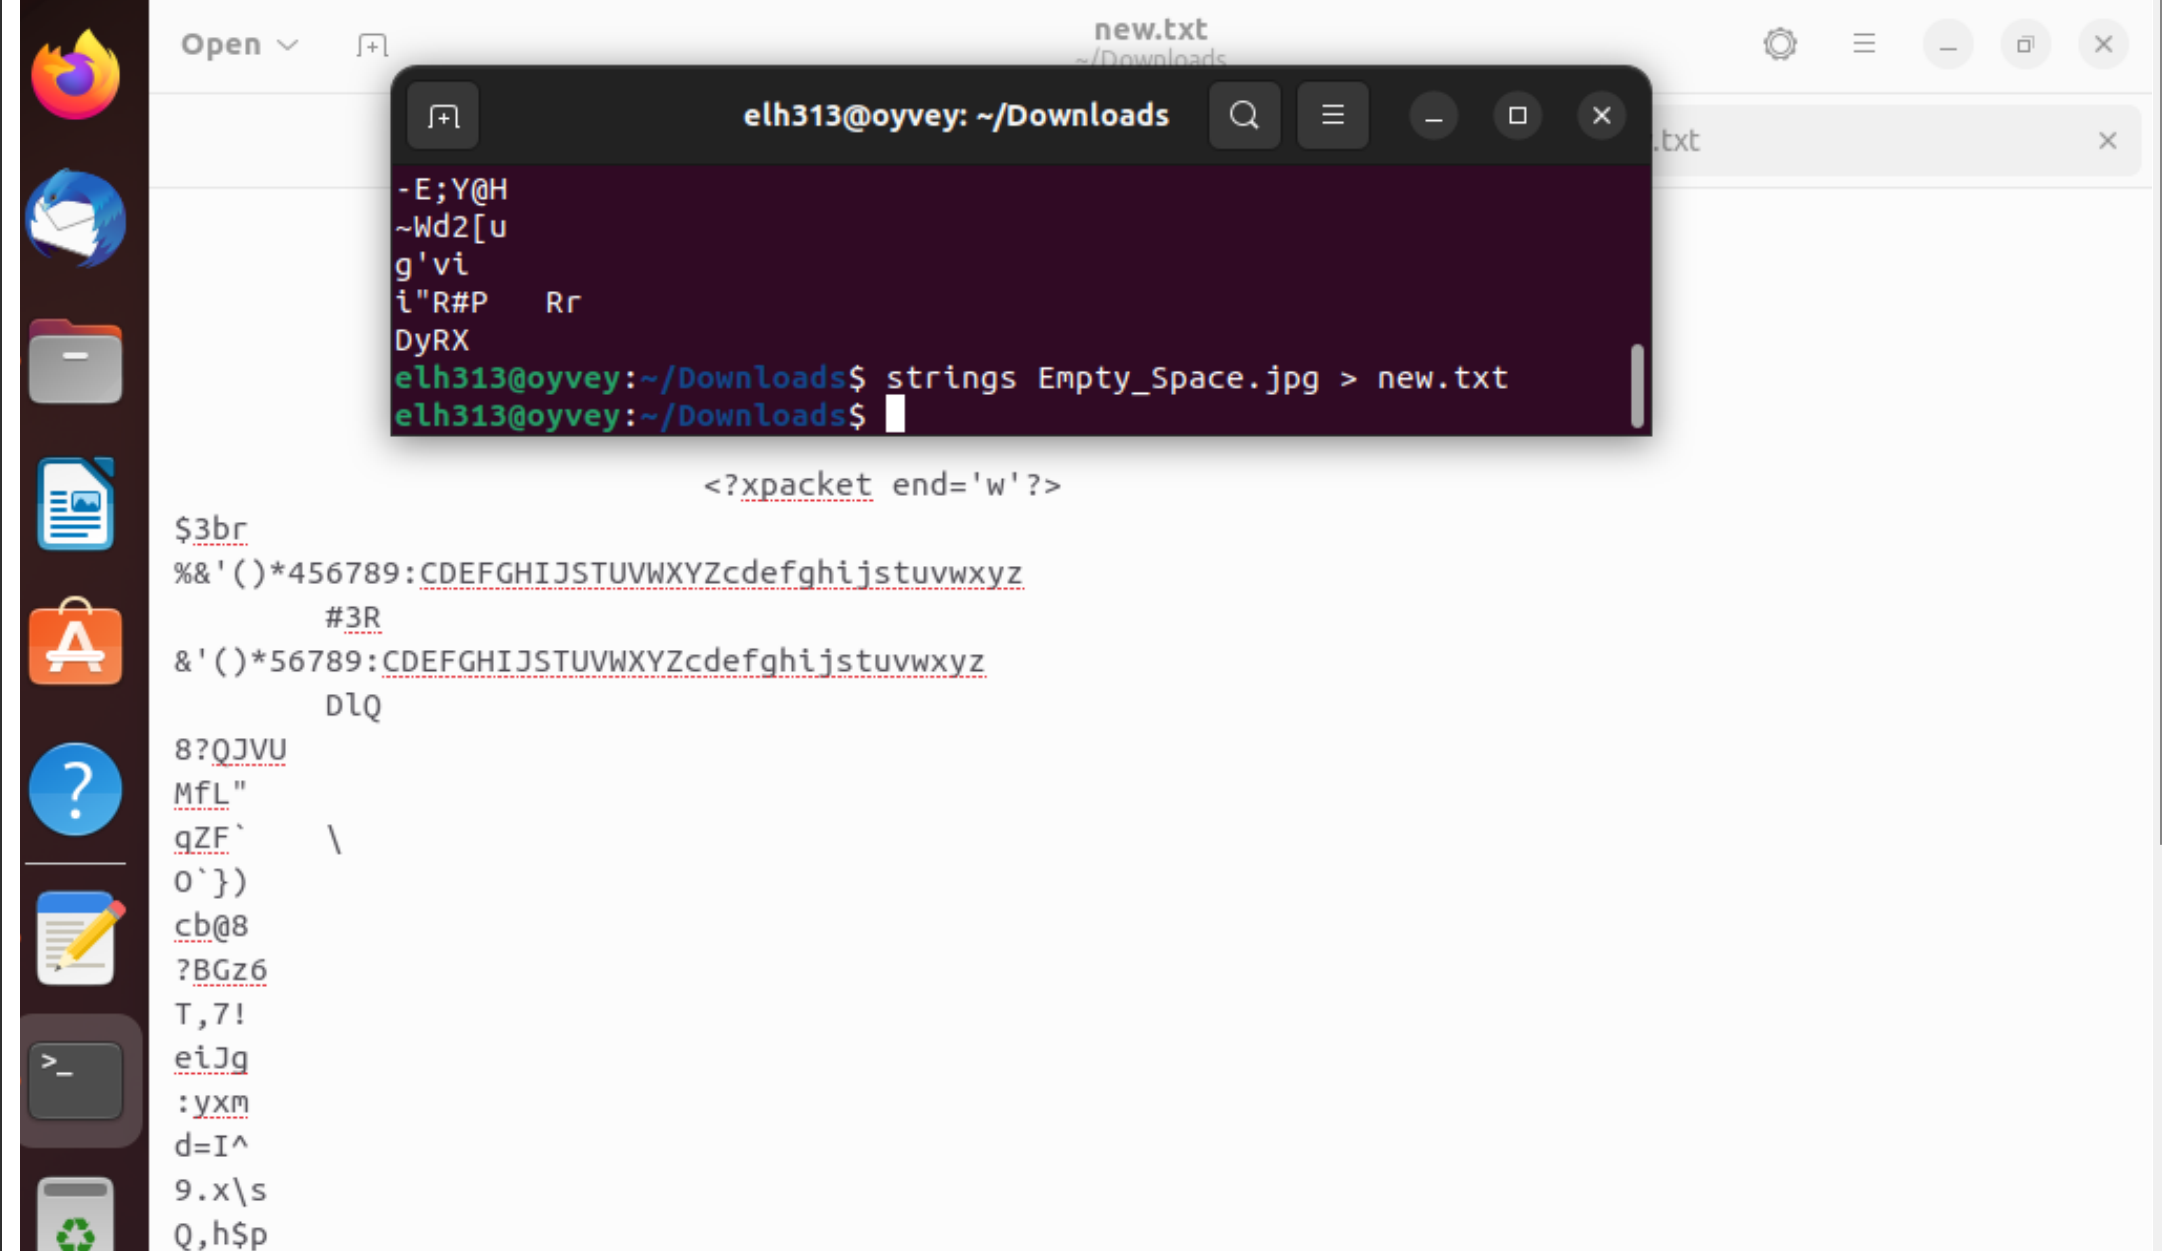 Open
new.txt
~/Downloads
elh313@oyvey: ~/Downloads
.txt
-E;Y@H
~Wd2[u
g'vi
i"R#P   Rr
DyRX
elh313@oyvey:~/Downloads$ strings Empty_Space.jpg > new.txt
elh313@oyvey:~/Downloads$
<?xpacket end='w'?>
$3br
%&'()*456789:CDEFGHIJSTUVWXYZcdefghijstuvwxyz
#3R
&'()*56789:CDEFGHIJSTUVWXYZcdefghijstuvwxyz
DlQ
8?QJVU
MfL"
qZF`    \
O`})
cb@8
?BGz6
T,7!
eiJg
:yxm
d=I^
9.x\s
Q,h$p